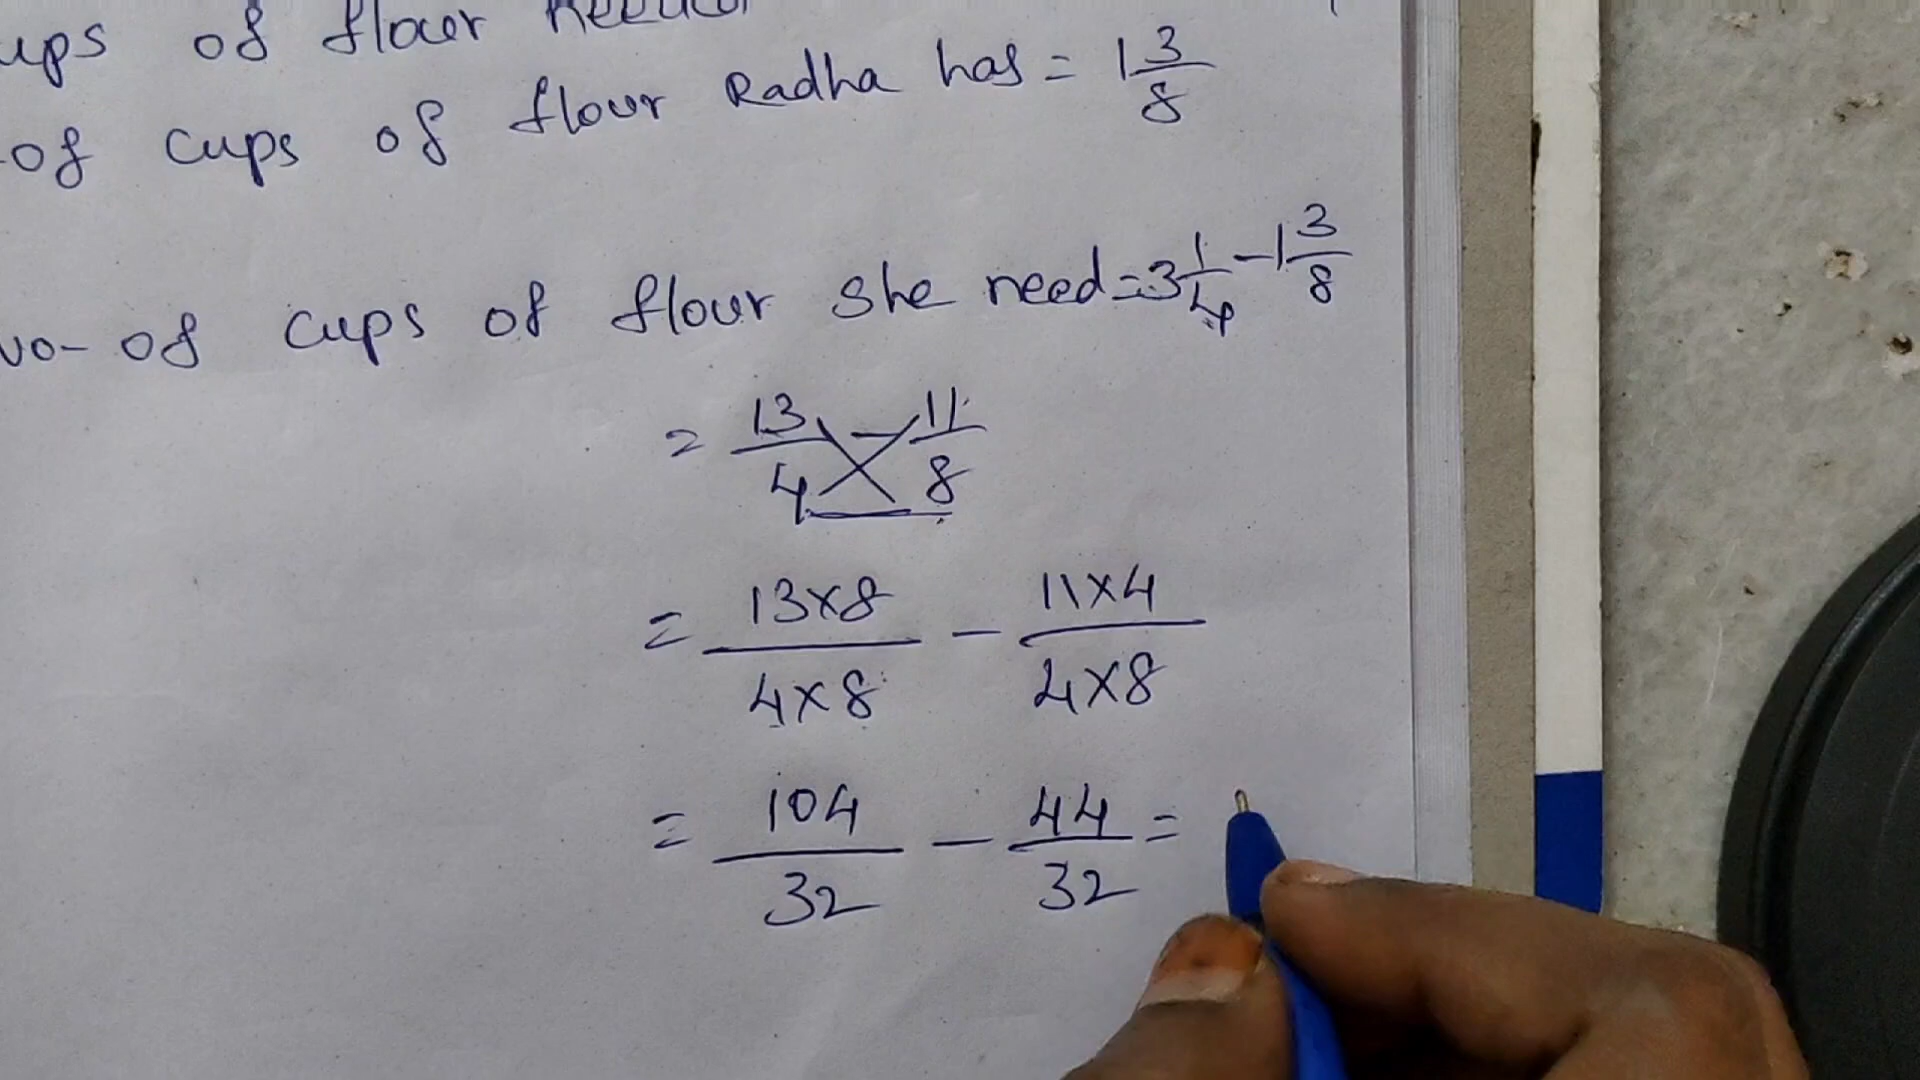 of flour
of cups of flour Radha has = 1 3/8
of cups of flour she need = 3 1/4 - 1 3/8
= 13/4 - 11/8
= 13×8/4×8 - 11×4/4×8
= 104/32 - 44/32 =